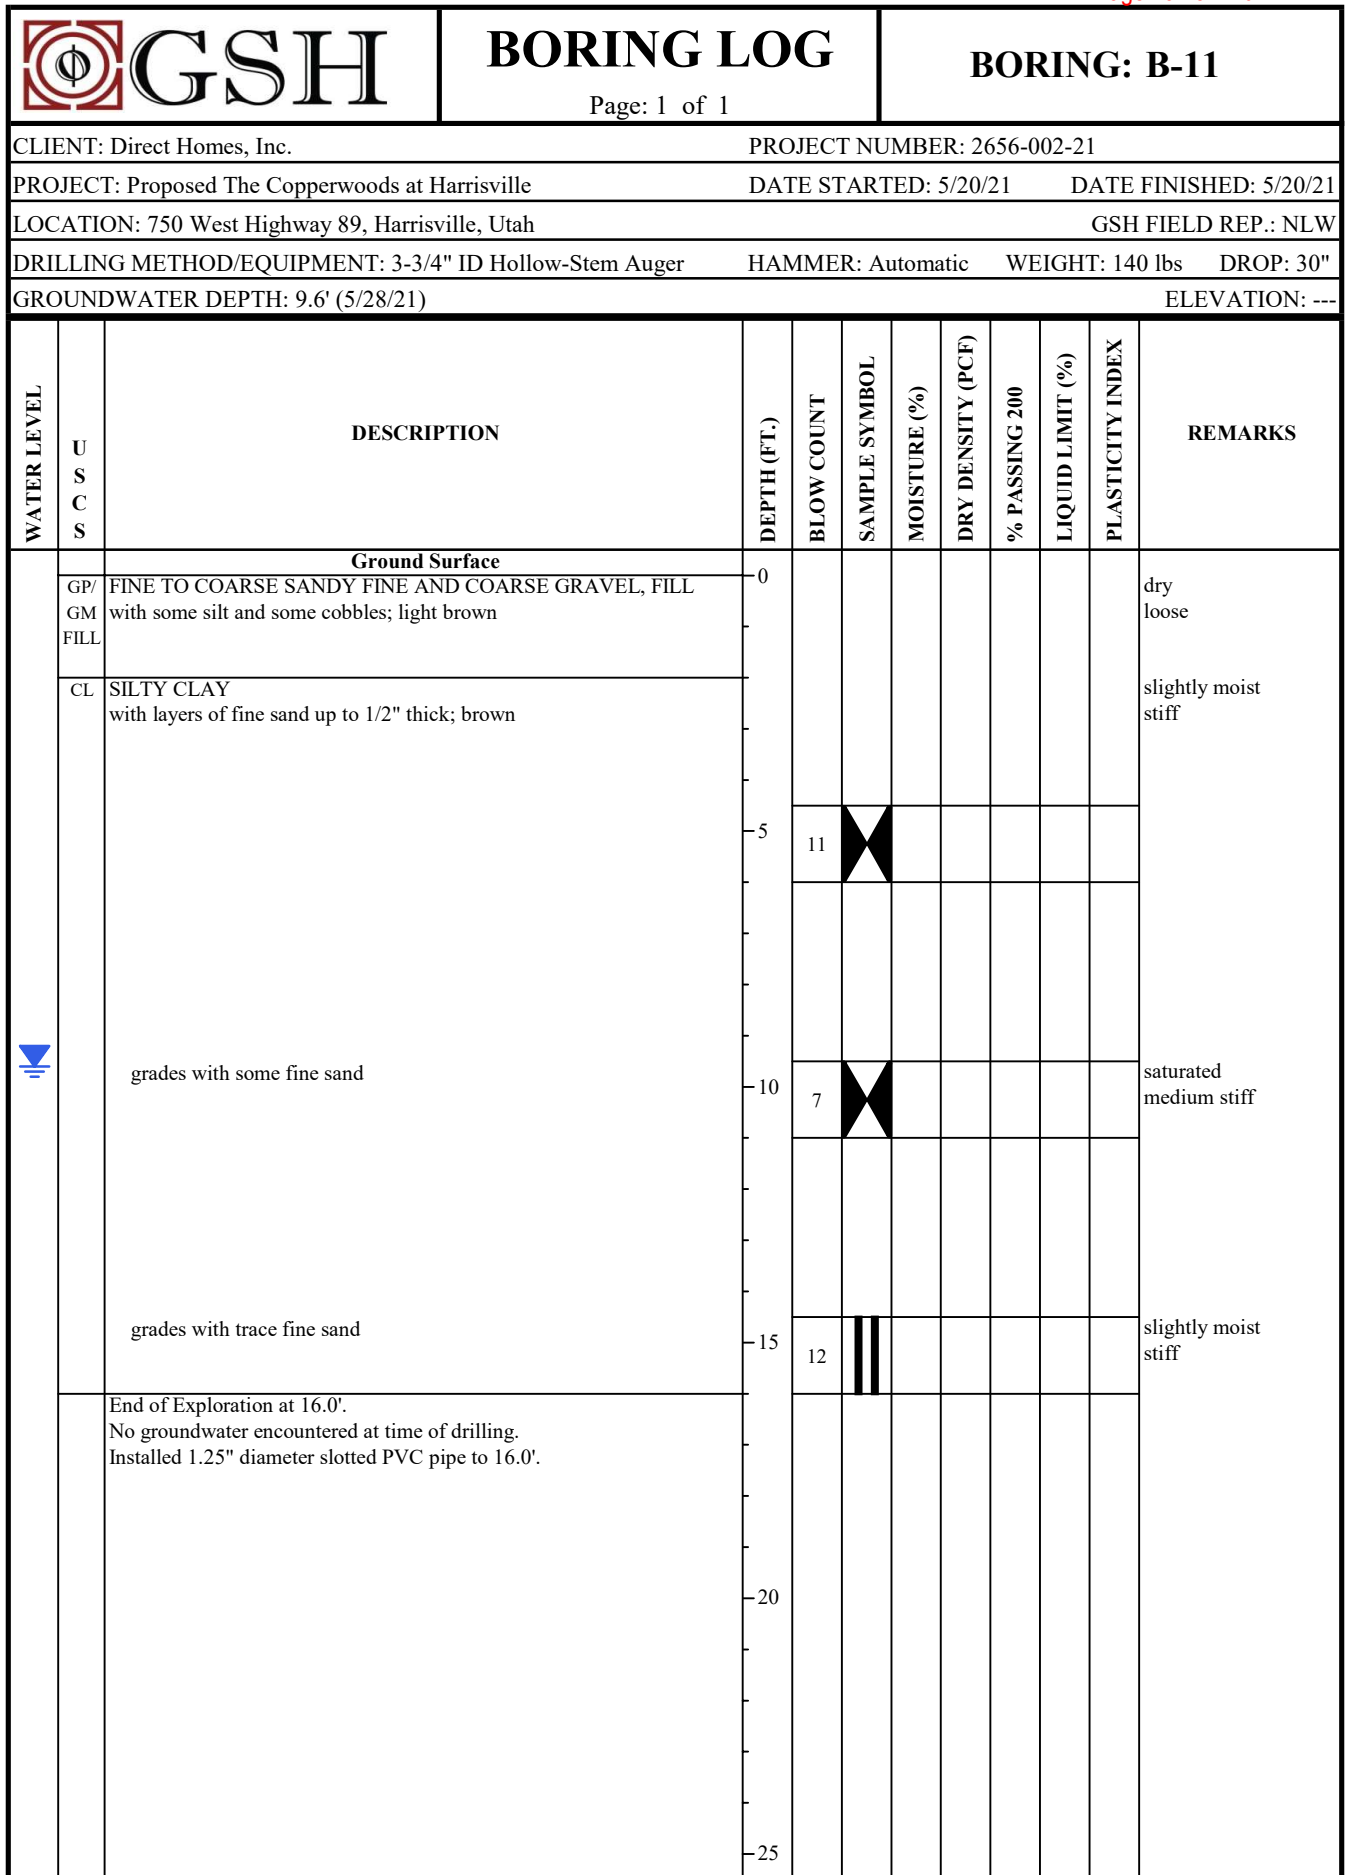 GSH
BORING LOG
Page: 1 of 1
BORING: B-11
CLIENT: Direct Homes, Inc. PROJECT NUMBER: 2656-002-21
PROJECT: Proposed The Copperwoods at Harrisville DATE STARTED: 5/20/21 DATE FINISHED: 5/20/21
LOCATION: 750 West Highway 89, Harrisville, Utah GSH FIELD REP.: NLW
DRILLING METHOD/EQUIPMENT: 3-3/4" ID Hollow-Stem Auger HAMMER: Automatic WEIGHT: 140 lbs DROP: 30"
GROUNDWATER DEPTH: 9.6' (5/28/21) ELEVATION: ---
WATER LEVEL
U
S
C
S
DESCRIPTION
DEPTH (FT.)
BLOW COUNT
SAMPLE SYMBOL
MOISTURE (%)
DRY DENSITY (PCF)
% PASSING 200
LIQUID LIMIT (%)
PLASTICITY INDEX
REMARKS
Ground Surface
0
GP/ FINE TO COARSE SANDY FINE AND COARSE GRAVEL, FILL dry
GM with some silt and some cobbles; light brown loose
FILL
CL SILTY CLAY slightly moist
with layers of fine sand up to 1/2" thick; brown stiff
5 11
grades with some fine sand saturated
10 7 medium stiff
grades with trace fine sand slightly moist
15 12 stiff
End of Exploration at 16.0'.
No groundwater encountered at time of drilling.
Installed 1.25" diameter slotted PVC pipe to 16.0'.
20
25